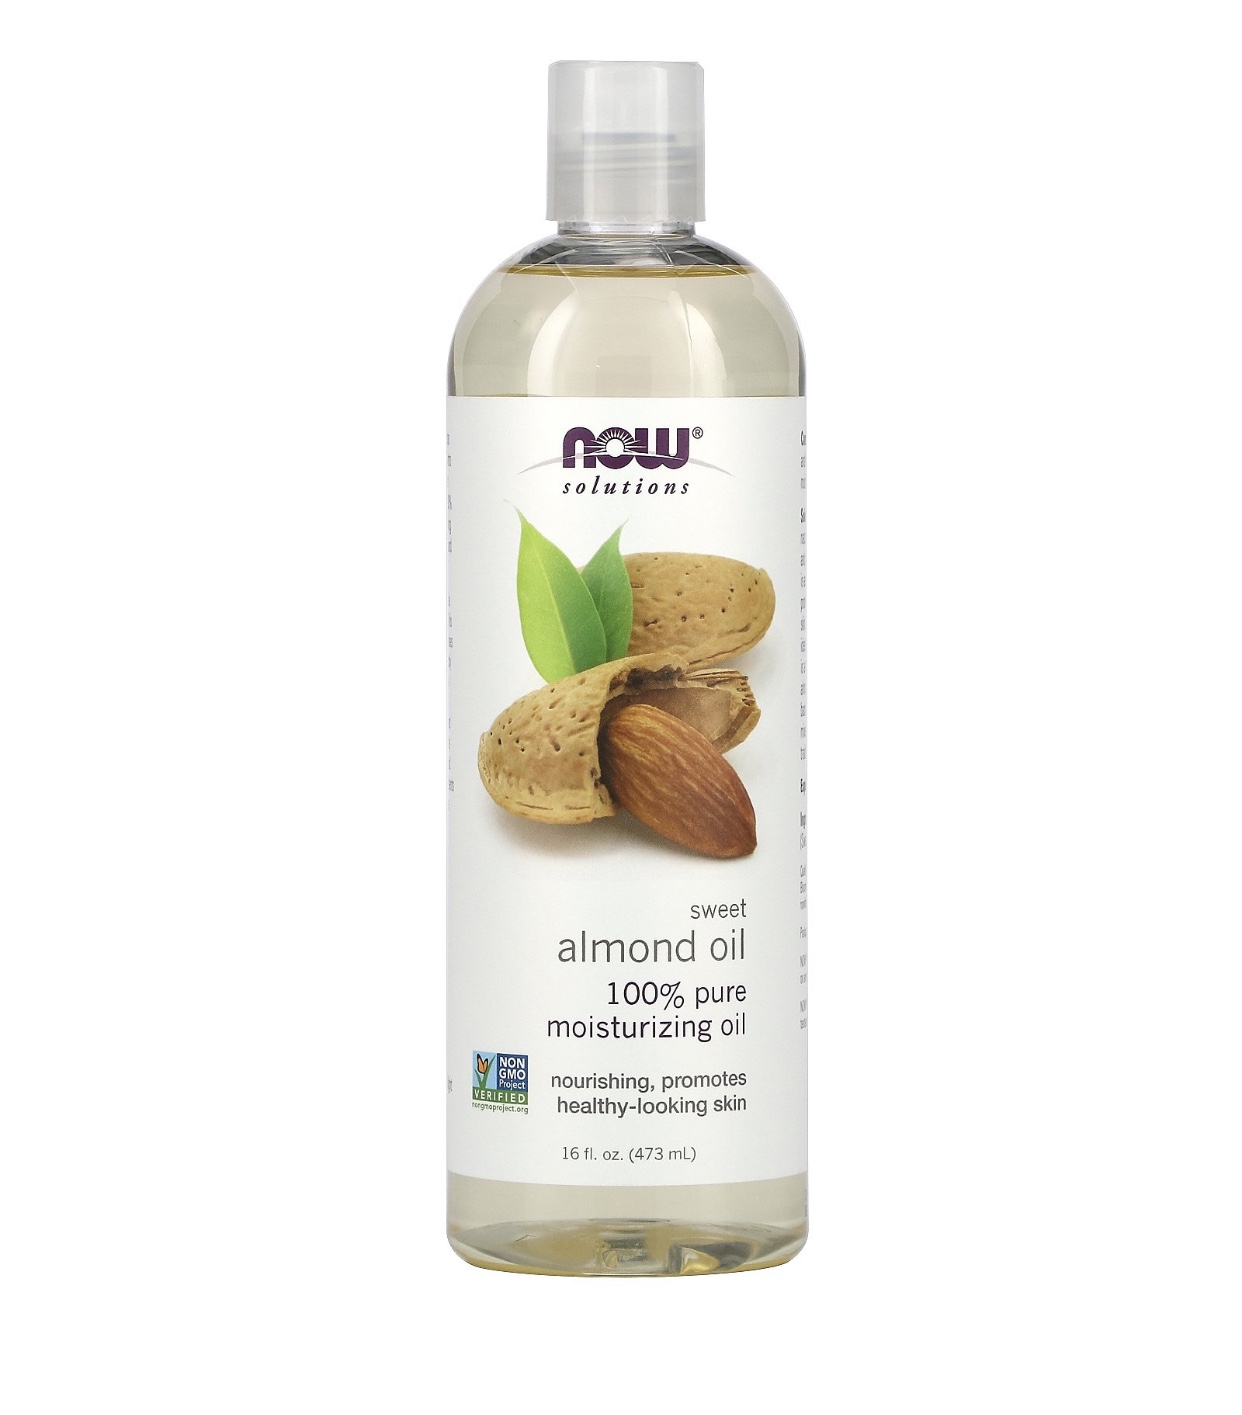 NOW®
solutions
sweet
almond oil
100% pure
moisturizing oil
NON
GMO
Project
VERIFIED
nongmoproject.org
nourishing, promotes
healthy-looking skin
16 fl. oz. (473 mL)